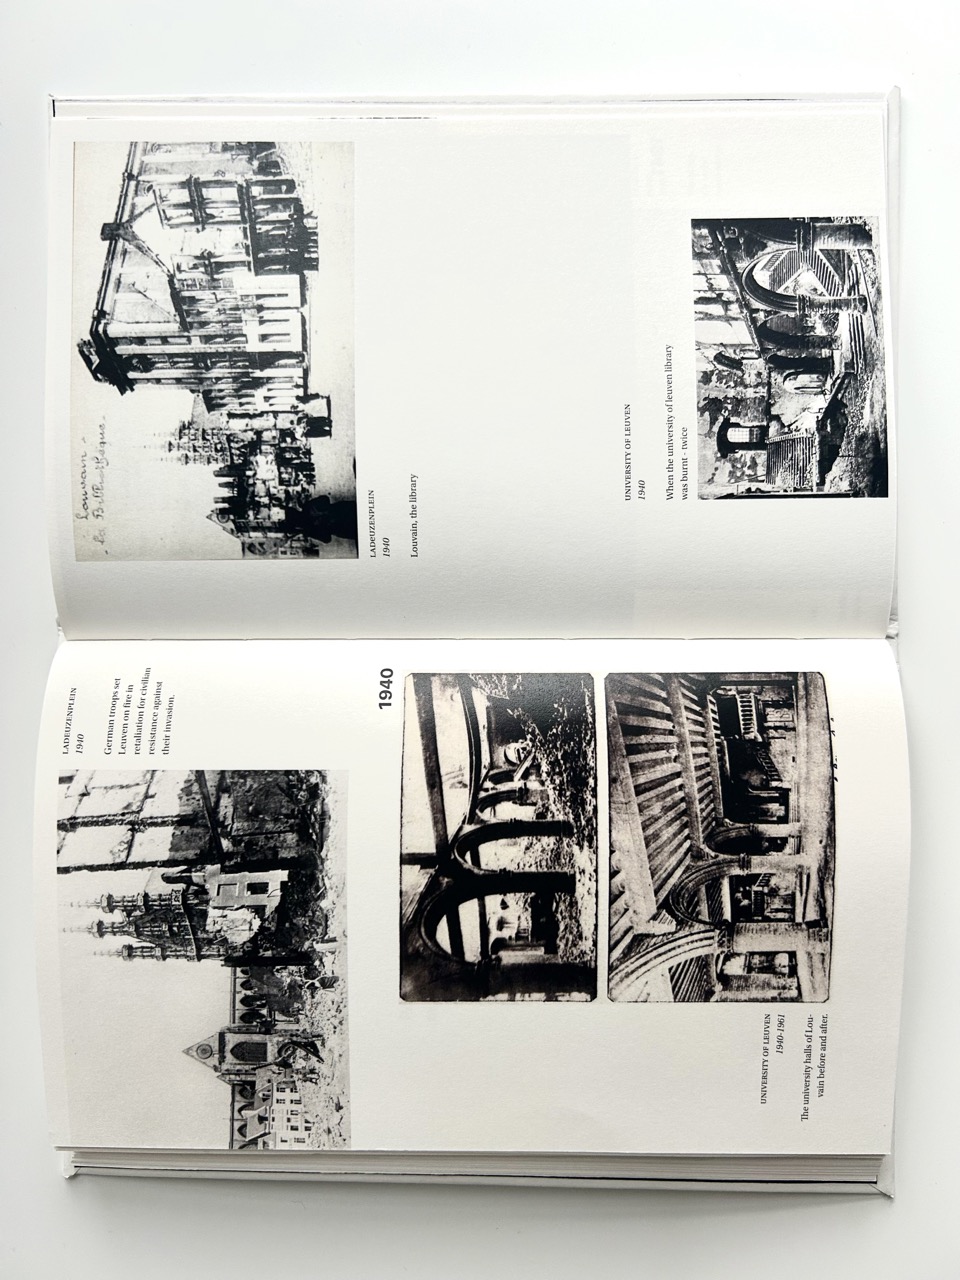 LADEUZENPLEIN
1940
German troops set
Leuven on fire in
retaliation for civilian
resistance against
their invasion.
1940
UNIVERSITY OF LEUVEN
1940-1961
The university halls of Lou-
vain before and after.
Louvain -
- La Bibliothèque. -
LADEUZENPLEIN
1940
Louvain, the library
UNIVERSITY OF LEUVEN
1940
When the university of leuven library
was burnt - twice